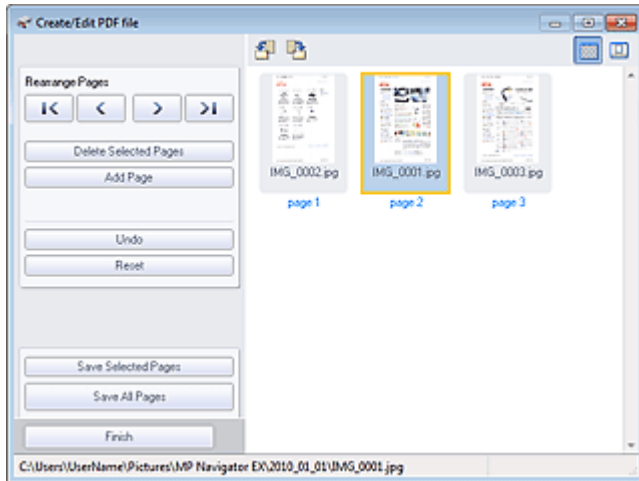 Create/Edit PDF file
Rearrange Pages
Delete Selected Pages
Add Page
Undo
Reset
Save Selected Pages
Save All Pages
Finish
IMG_0002.jpg
IMG_0001.jpg
IMG_0003.jpg
page 1
page 2
page 3
C:\Users\UserName\Pictures\MP Navigator EX\2010_01_01\IMG_0001.jpg